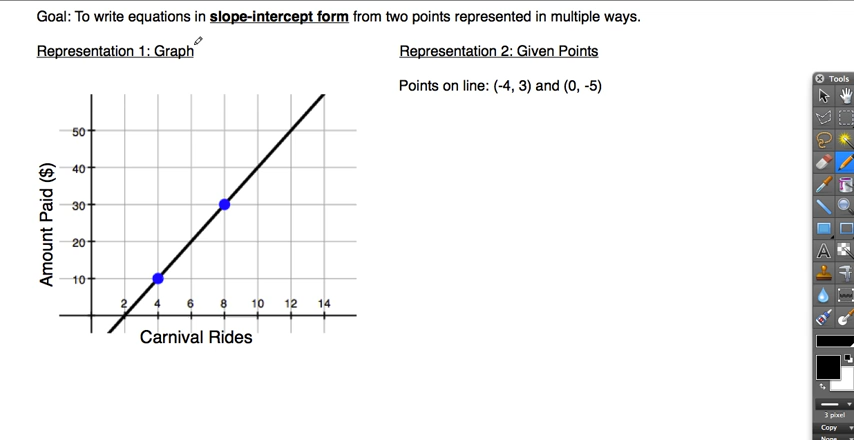 Goal: To write equations in slope-intercept form from two points represented in multiple ways.
Representation 1: Graph
Representation 2: Given Points
Points on line: (-4, 3) and (0, -5)
Amount Paid ($)
50
40
30
20
10
2 4 6 8 10 12 14
Carnival Rides
Tools
A
3 pixel
Copy
None